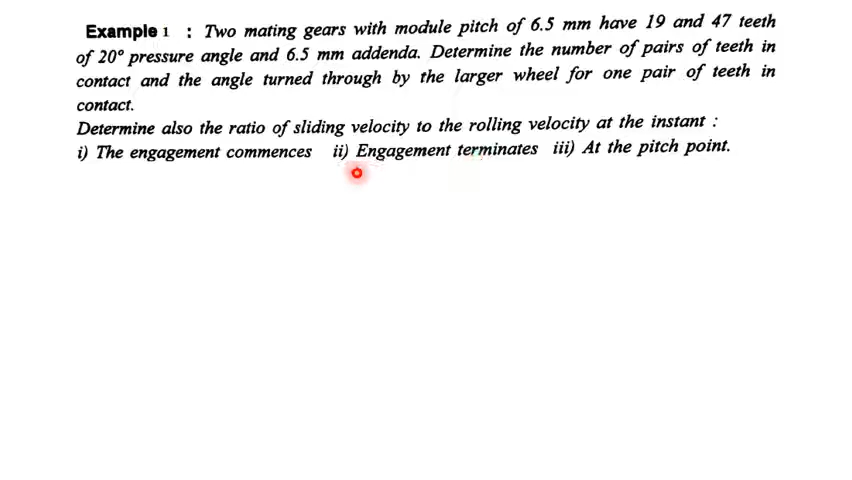 Example 1 : Two mating gears with module pitch of 6.5 mm have 19 and 47 teeth
of 20° pressure angle and 6.5 mm addenda. Determine the number of pairs of teeth in
contact and the angle turned through by the larger wheel for one pair of teeth in
contact.
Determine also the ratio of sliding velocity to the rolling velocity at the instant :
i) The engagement commences ii) Engagement terminates iii) At the pitch point.